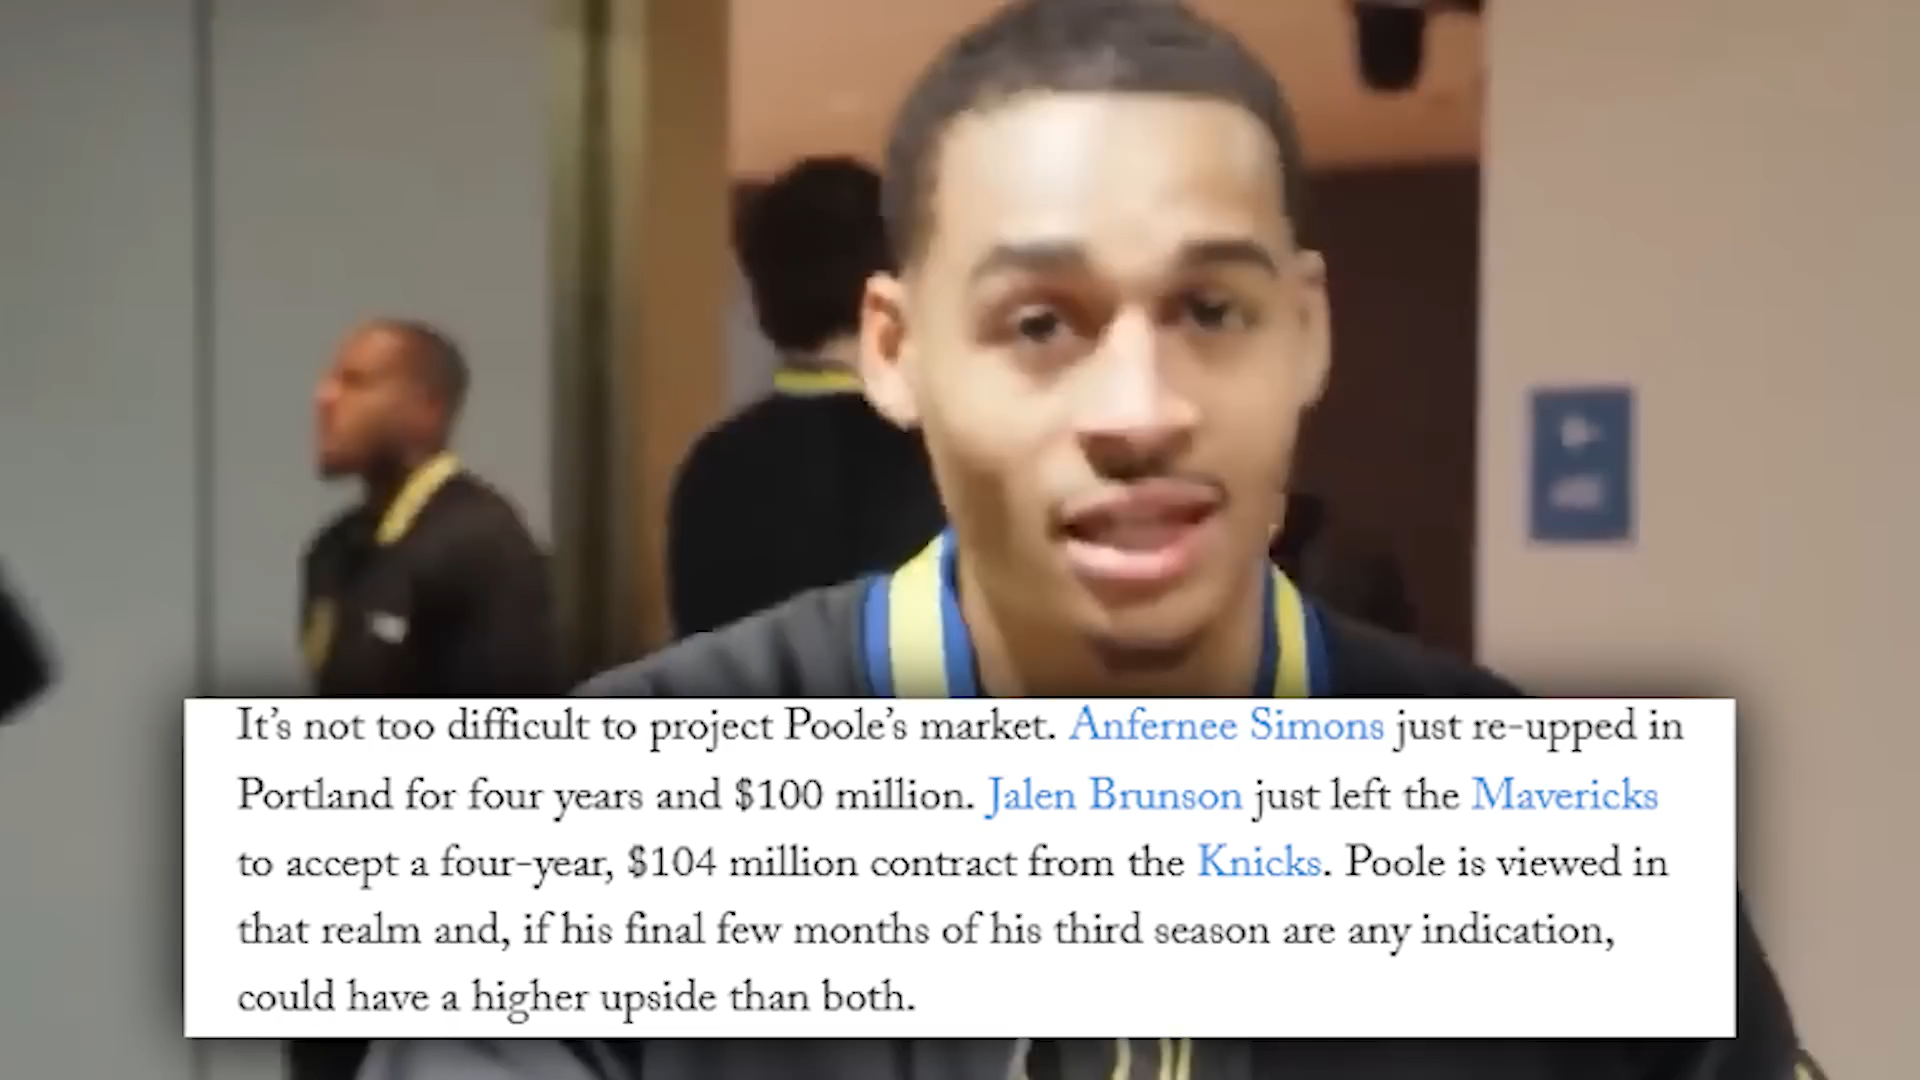 It's not too difficult to project Poole's market. Anfernee Simons just re-upped in
Portland for four years and $100 million. Jalen Brunson just left the Mavericks
to accept a four-year, $104 million contract from the Knicks. Poole is viewed in
that realm and, if his final few months of his third season are any indication,
could have a higher upside than both.